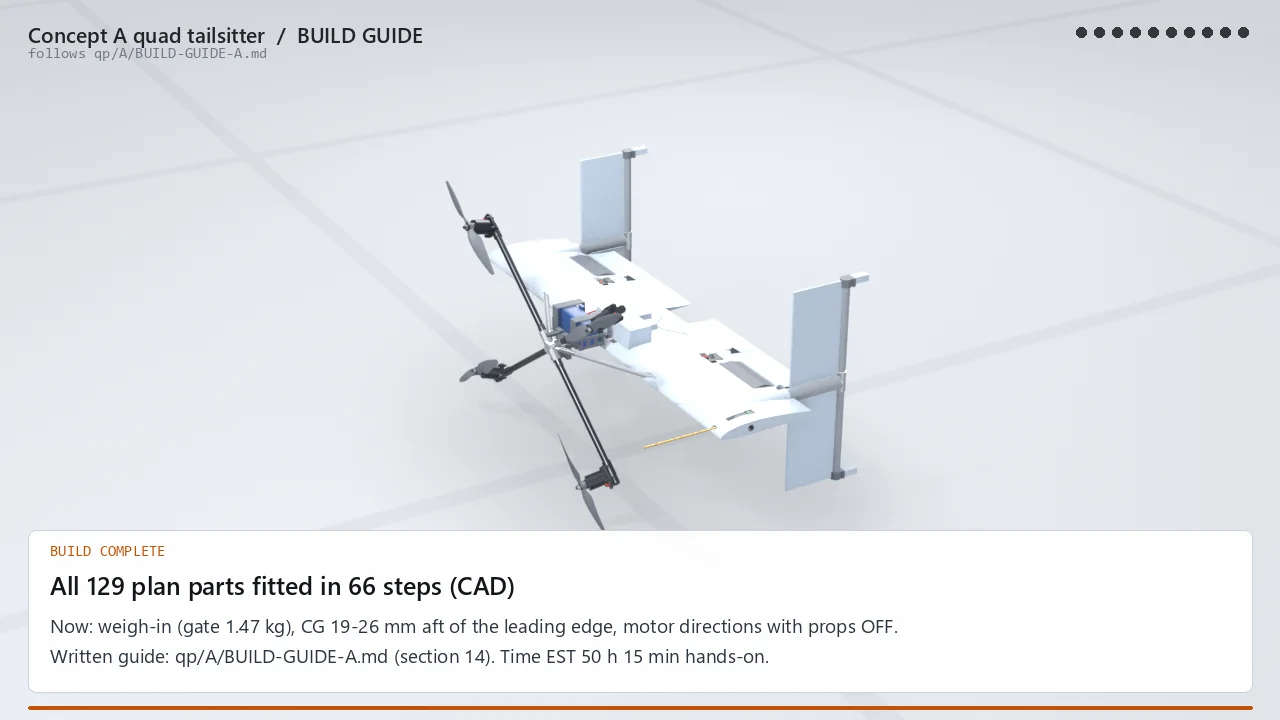 Concept A quad tailsitter / BUILD GUIDE
follows qp/A/BUILD-GUIDE-A.md
BUILD COMPLETE
All 129 plan parts fitted in 66 steps (CAD)
Now: weigh-in (gate 1.47 kg), CG 19-26 mm aft of the leading edge, motor directions with props OFF.
Written guide: qp/A/BUILD-GUIDE-A.md (section 14). Time EST 50 h 15 min hands-on.